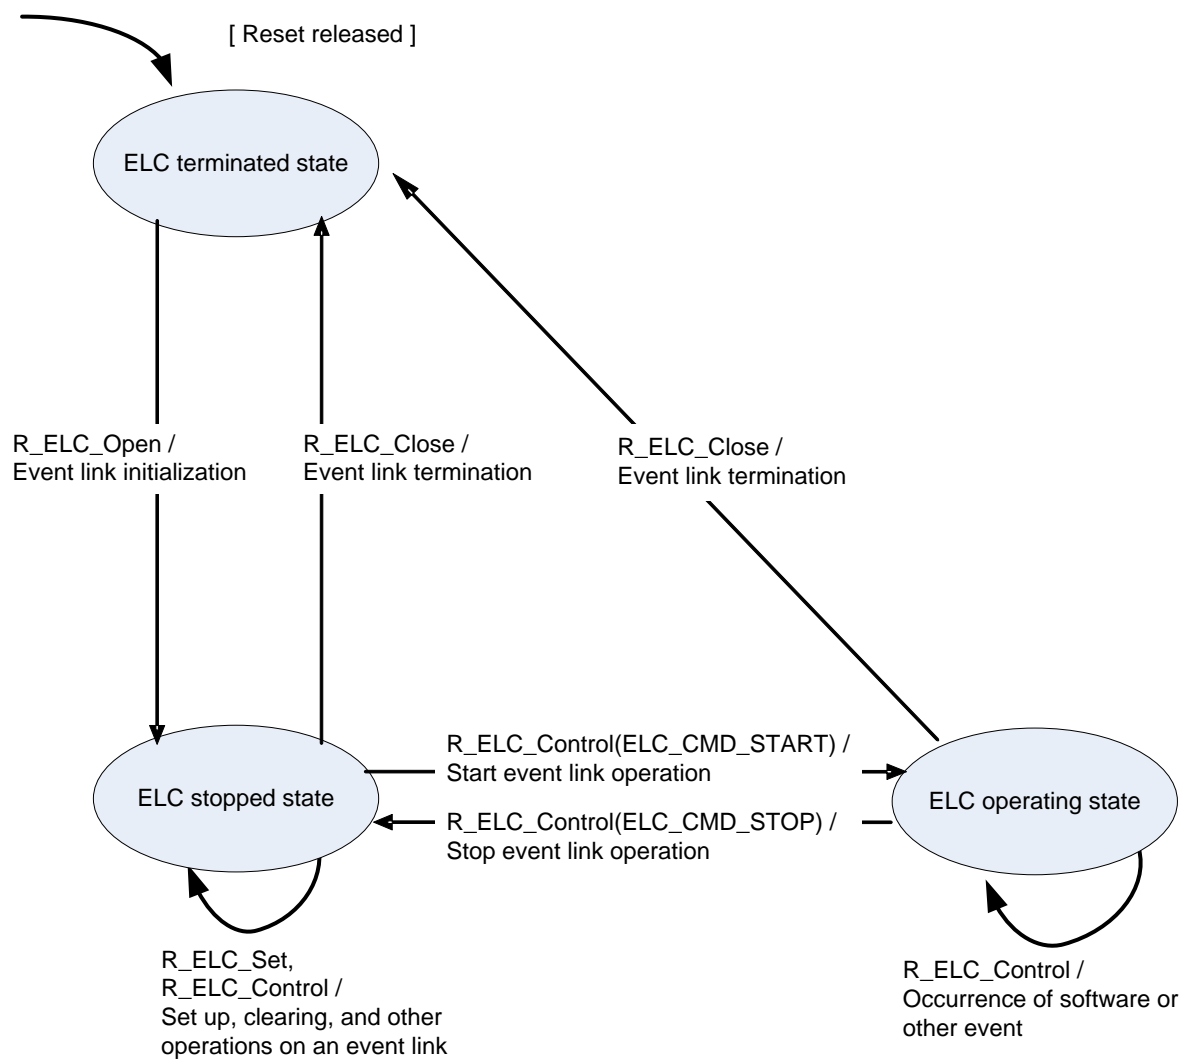 [ Reset released ]
ELC terminated state
R_ELC_Open /
Event link initialization
R_ELC_Close /
Event link termination
R_ELC_Close /
Event link termination
R_ELC_Control(ELC_CMD_START) /
Start event link operation
ELC stopped state
ELC operating state
R_ELC_Control(ELC_CMD_STOP) /
Stop event link operation
R_ELC_Set,
R_ELC_Control /
Set up, clearing, and other
operations on an event link
R_ELC_Control /
Occurrence of software or
other event